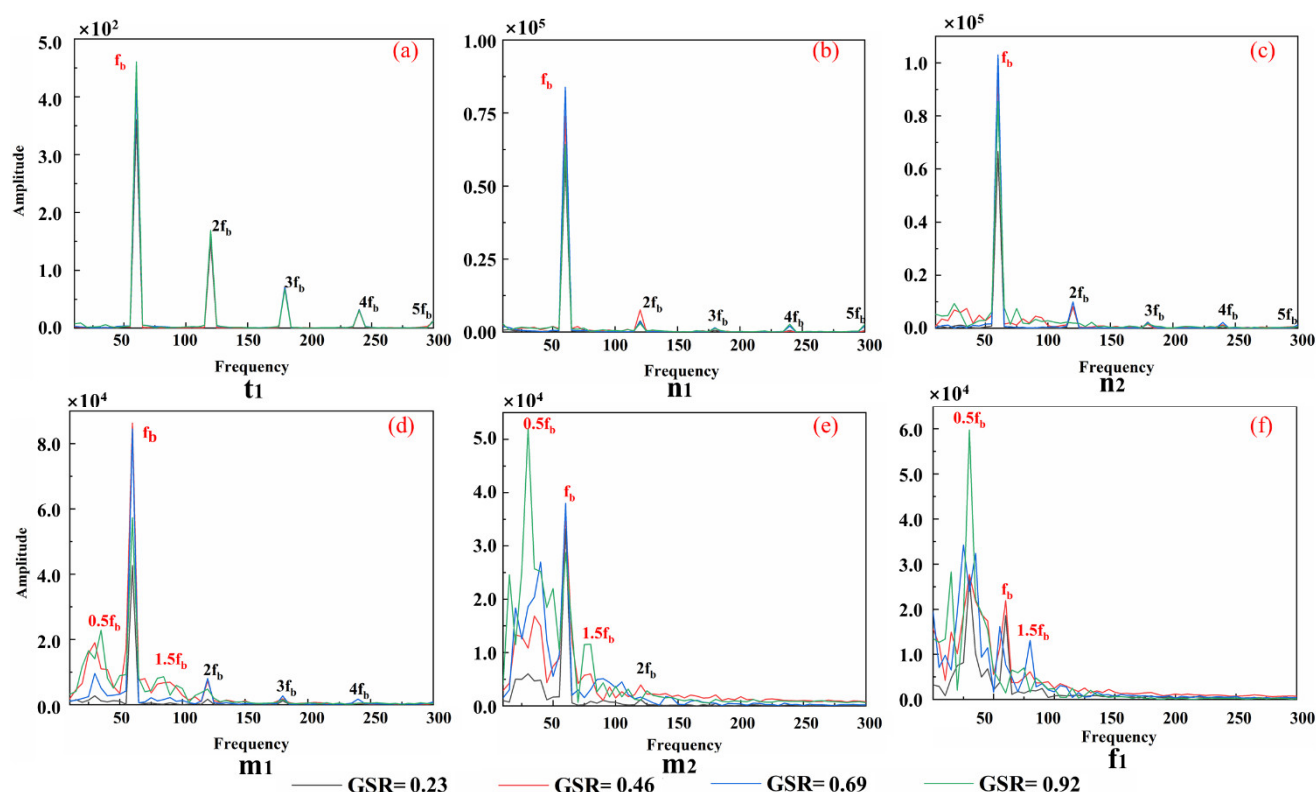 ×10² (a)
5.0
4.0
3.0
2.0
1.0
0.0
Amplitude
f_b
2f_b
3f_b
4f_b
5f_b
50 100 150 200 250 300
Frequency
t1
×10⁵ (b)
1.00
0.75
0.50
0.25
0.00
f_b
2f_b
3f_b
4f_b
5f_b
50 100 150 200 250 300
Frequency
n1
×10⁵ (c)
1.0
0.8
0.6
0.4
0.2
0.0
f_b
2f_b
3f_b
4f_b
5f_b
50 100 150 200 250 300
Frequency
n2
×10⁴ (d)
8.0
6.0
4.0
2.0
0.0
Amplitude
f_b
0.5f_b
1.5f_b
2f_b
3f_b
4f_b
50 100 150 200 250 300
Frequency
m1
×10⁴ (e)
5.0
4.0
3.0
2.0
1.0
0.0
0.5f_b
f_b
1.5f_b
2f_b
50 100 150 200 250 300
Frequency
m2
×10⁴ (f)
6.0
5.0
4.0
3.0
2.0
1.0
0.0
0.5f_b
f_b
1.5f_b
50 100 150 200 250 300
Frequency
f1
GSR= 0.23 GSR= 0.46 GSR= 0.69 GSR= 0.92